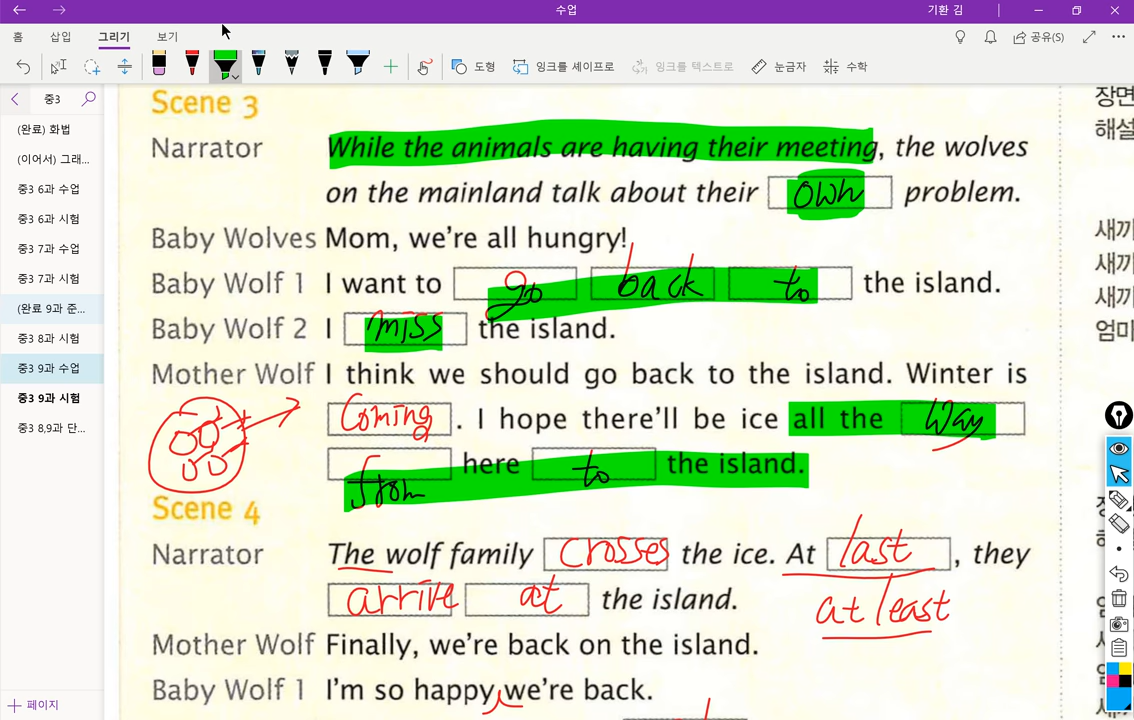 수업
기환 김
홈 삽입 그리기 보기
공유(S)
도형 잉크를 셰이프로 잉크를 텍스트로 눈금자 수학
중3
(완료) 화법
(이어서) 그래...
중3 6과 수업
중3 6과 시험
중3 7과 수업
중3 7과 시험
(완료 9과 준...
중3 8과 시험
중3 9과 수업
중3 9과 시험
중3 8,9과 단...
페이지
Scene 3
Narrator While the animals are having their meeting, the wolves
on the mainland talk about their own problem.
Baby Wolves Mom, we're all hungry!
Baby Wolf 1 I want to go back to the island.
Baby Wolf 2 I miss the island.
Mother Wolf I think we should go back to the island. Winter is
Coming. I hope there'll be ice all the way
from here to the island.
Scene 4
Narrator The wolf family crosses the ice. At last, they
arrive at the island.
at least
Mother Wolf Finally, we're back on the island.
Baby Wolf 1 I'm so happy we're back.
장면
해설
새끼
새끼
새끼
엄마